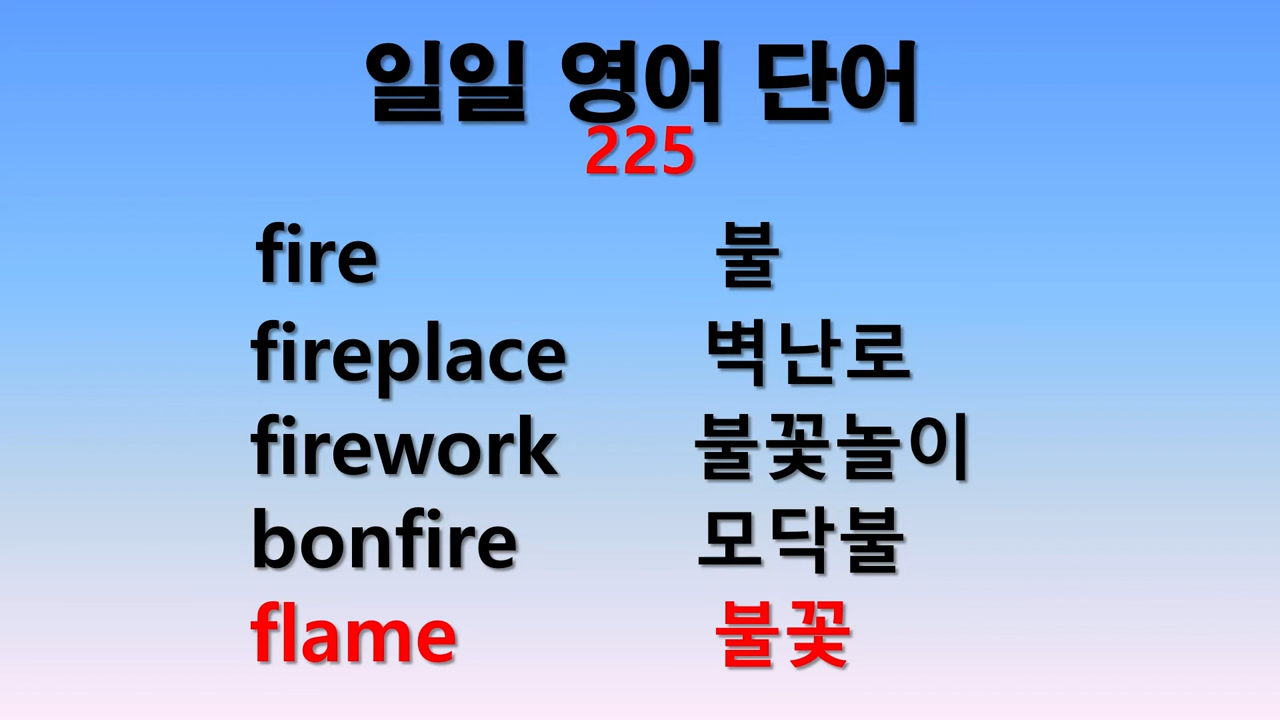 일일 영어 단어
225
fire 불
fireplace 벽난로
firework 불꽃놀이
bonfire 모닥불
flame 불꽃